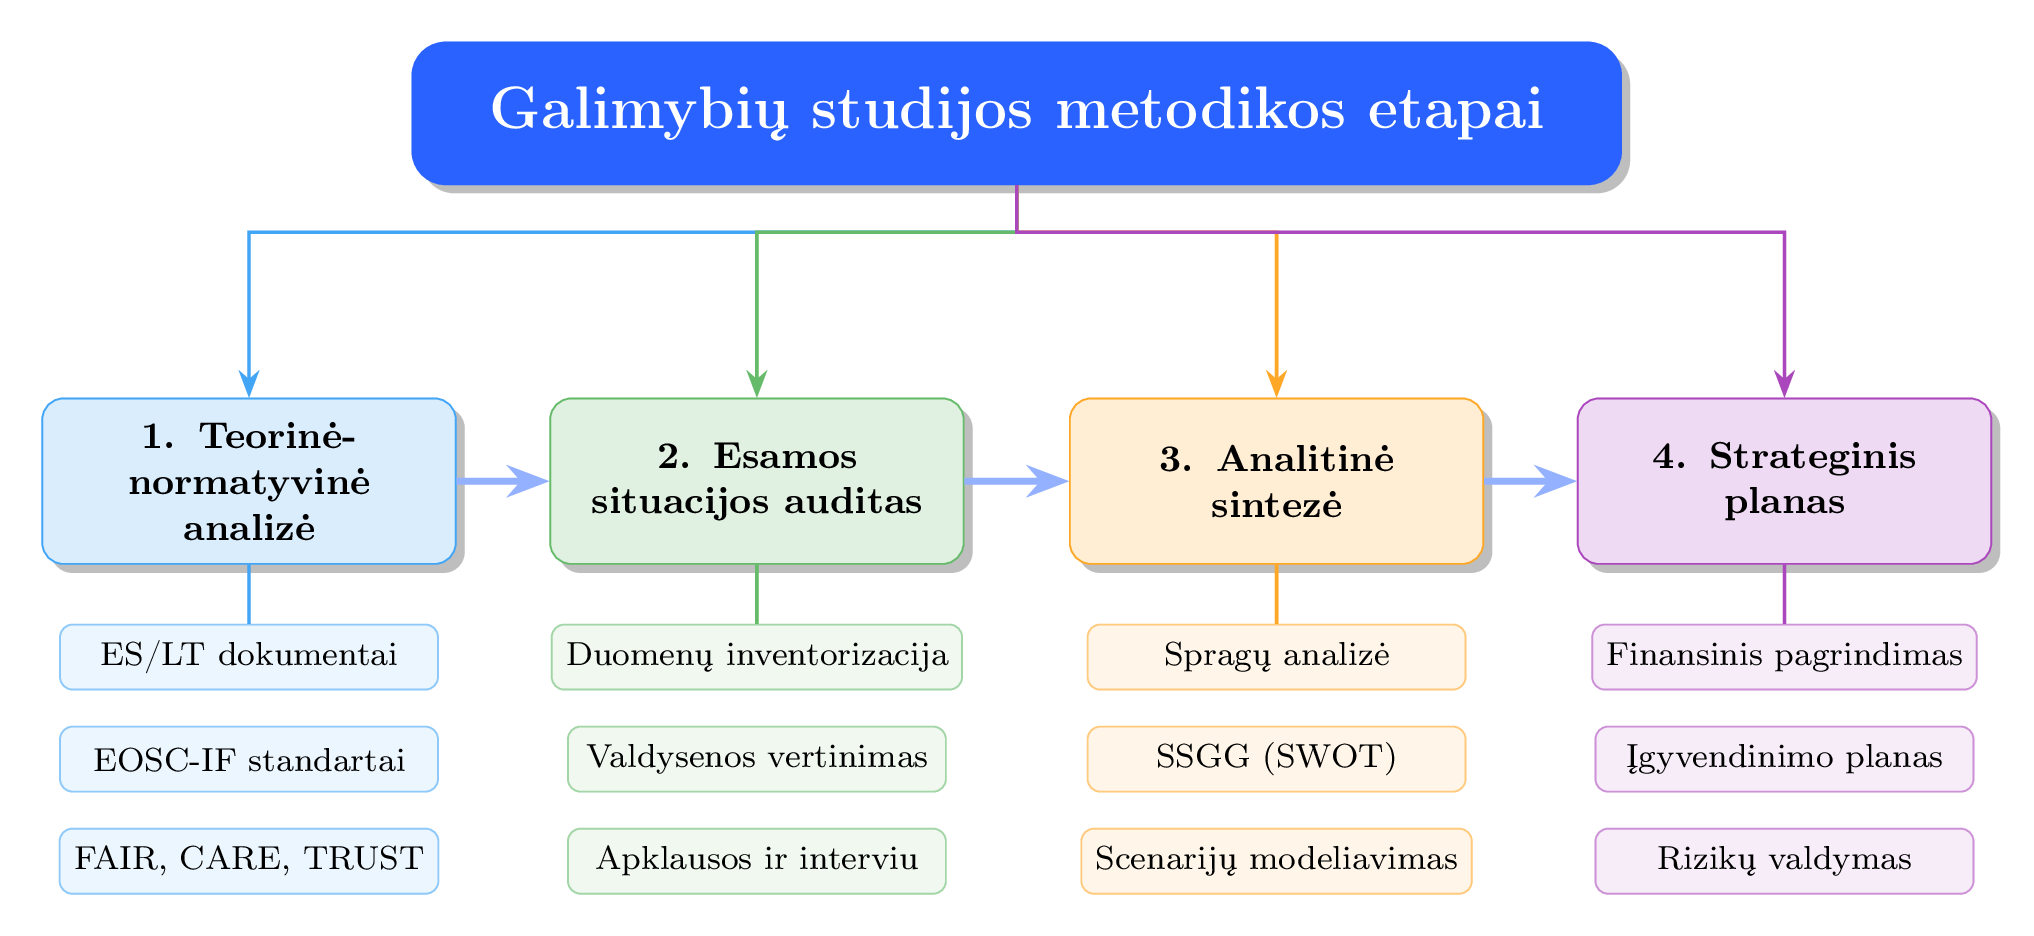 Galimybių studijos metodikos etapai
1. Teorinė-
normatyvinė
analizė
2. Esamos
situacijos auditas
3. Analitinė
sintezė
4. Strateginis
planas
ES/LT dokumentai
Duomenų inventorizacija
Spragų analizė
Finansinis pagrindimas
EOSC-IF standartai
Valdysenos vertinimas
SSGG (SWOT)
Įgyvendinimo planas
FAIR, CARE, TRUST
Apklausos ir interviu
Scenarijų modeliavimas
Rizikų valdymas